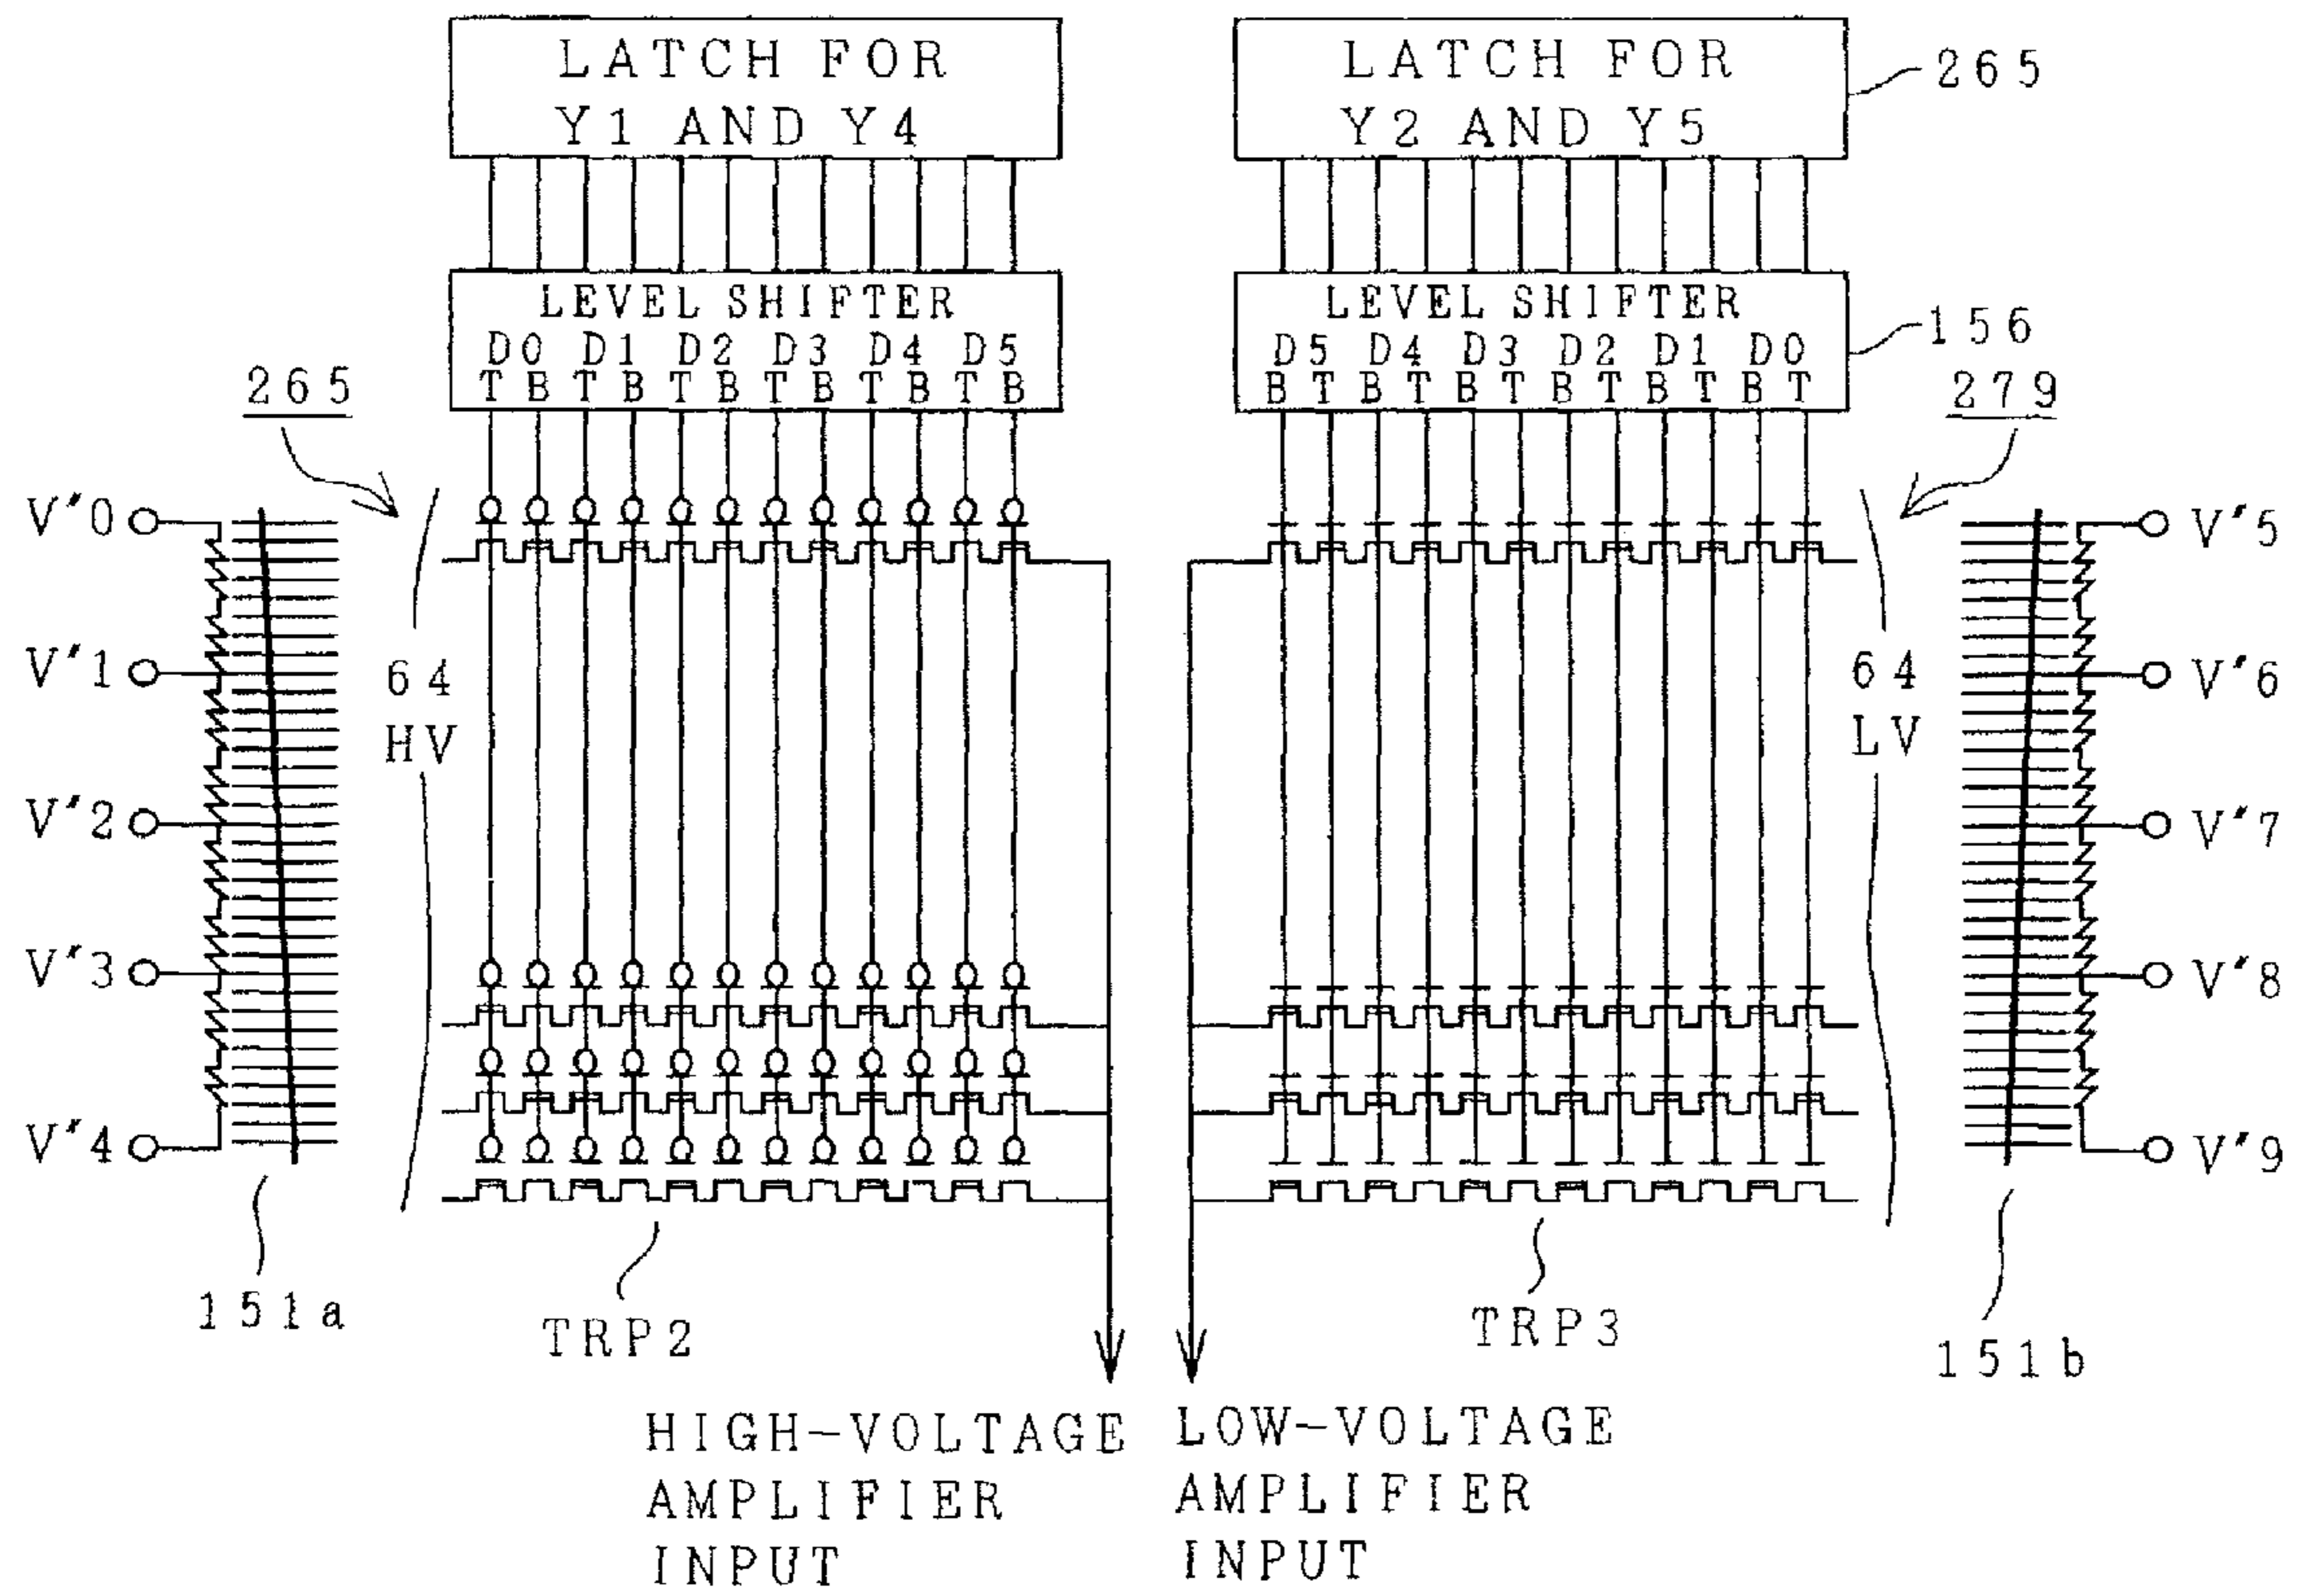 LATCH FOR
Y1 AND Y4
LATCH FOR
Y2 AND Y5
265
LEVEL SHIFTER
D0 D1 D2 D3 D4 D5
T B T B T B T B T B T B
LEVEL SHIFTER
D5 D4 D3 D2 D1 D0
B T B T B T B T B T B T
156
265
279
V"0
V"1
V"2
V"3
V"4
64
HV
64
LV
V"5
V"6
V"7
V"8
V"9
151a
TRP2
TRP3
151b
HIGH-VOLTAGE
AMPLIFIER
INPUT
LOW-VOLTAGE
AMPLIFIER
INPUT